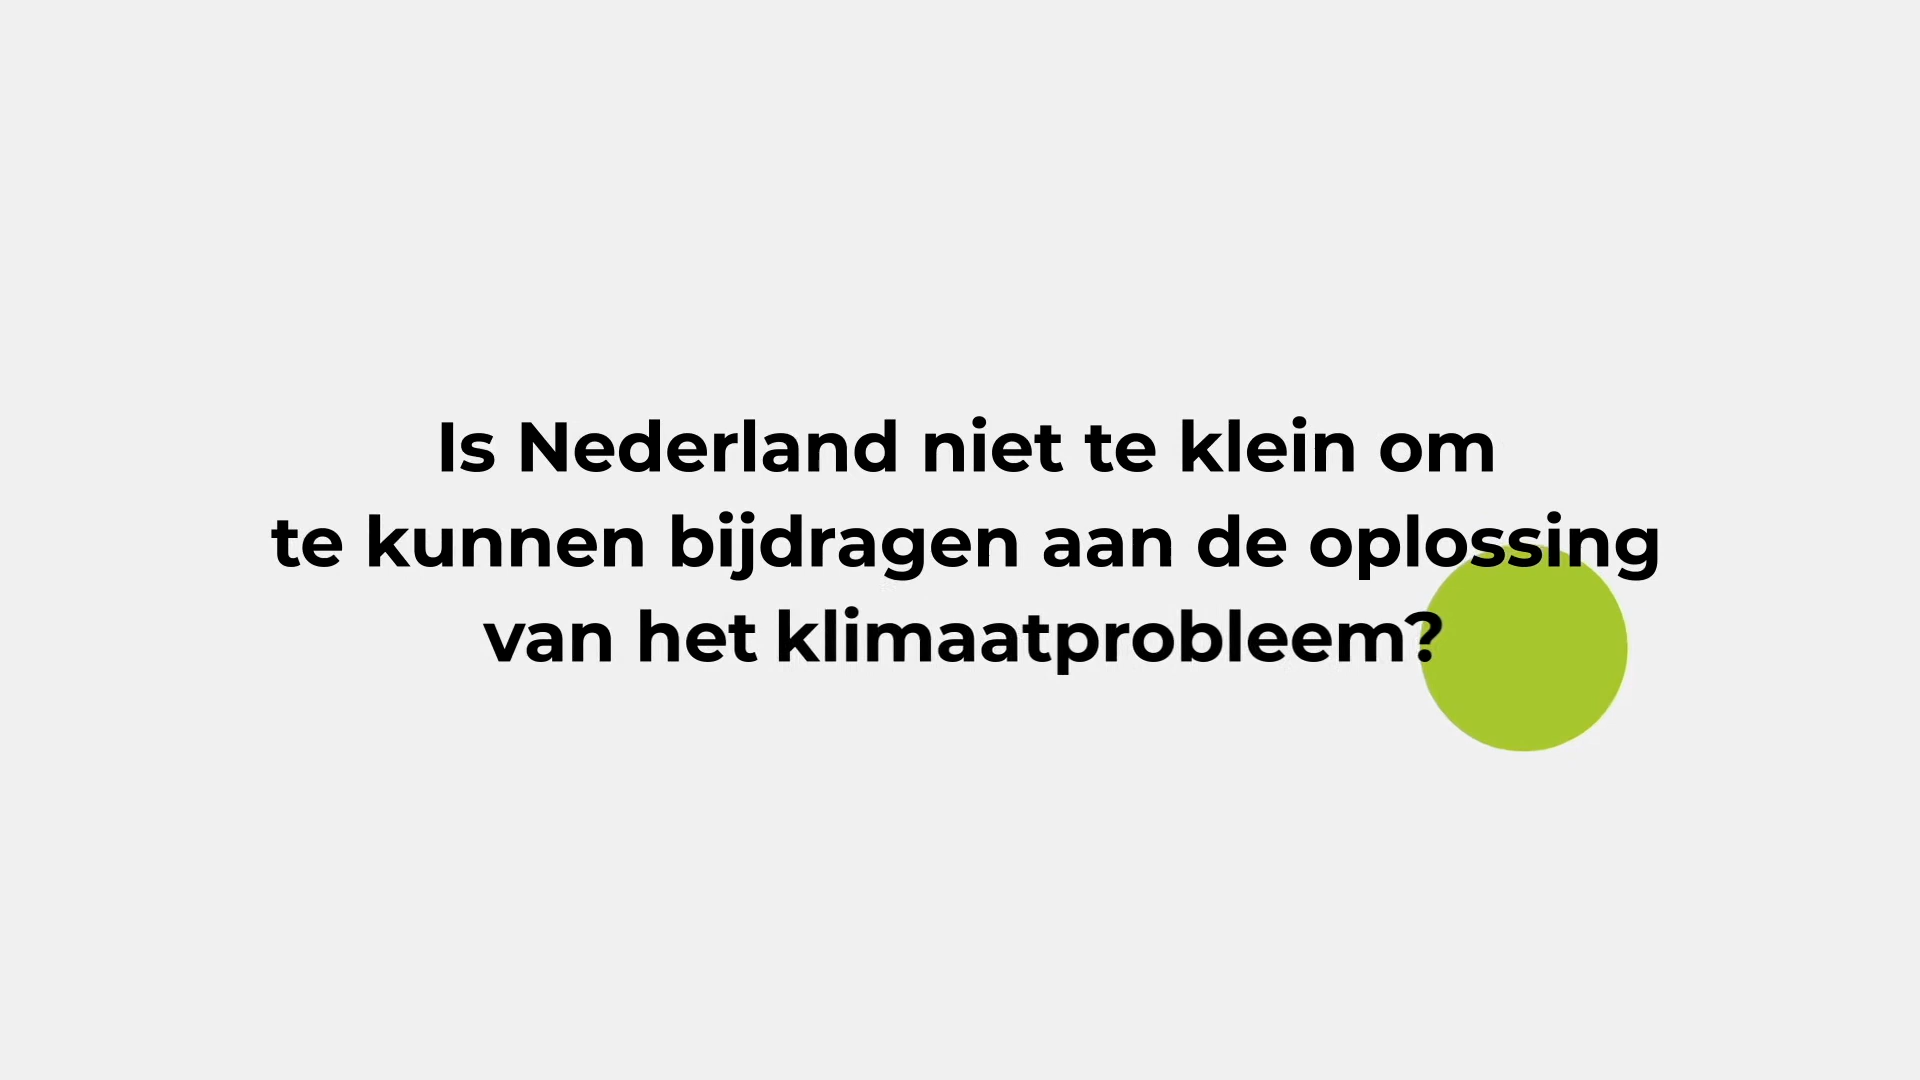 Is Nederland niet te klein om
te kunnen bijdragen aan de oplossing
van het klimaatprobleem?